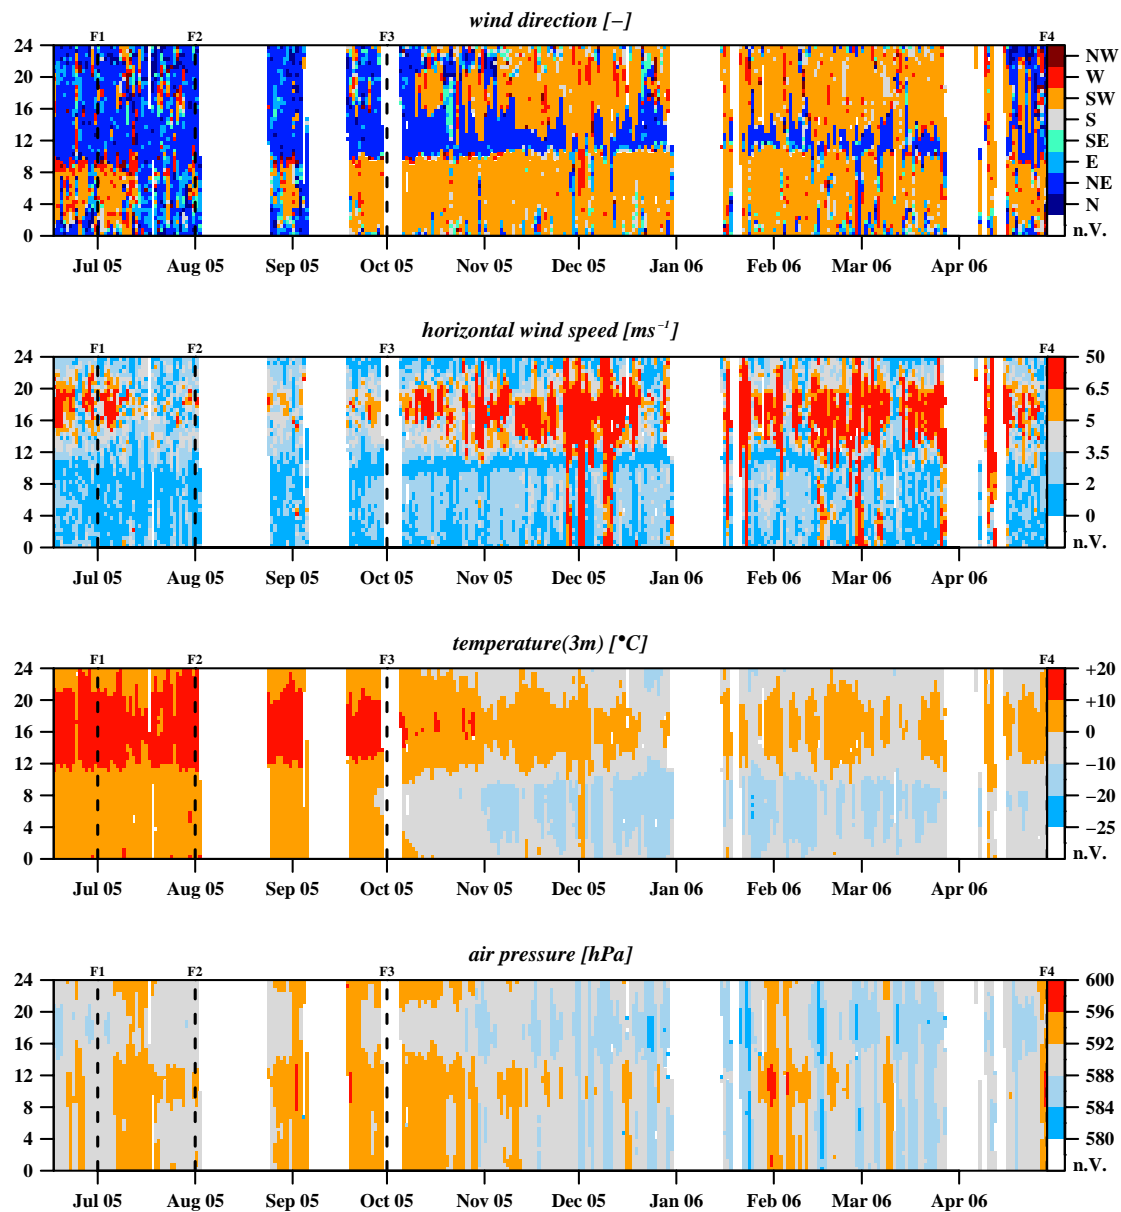 wind direction [−]
F1 F2 F3 F4
24 NW
20 W
SW
16 S
12 SE
8 E
NE
4 N
0 n.V.
Jul 05 Aug 05 Sep 05 Oct 05 Nov 05 Dec 05 Jan 06 Feb 06 Mar 06 Apr 06
horizontal wind speed [ms⁻¹]
F1 F2 F3 F4
24 50
20 6.5
16 5
12 3.5
8 2
4 0
0 n.V.
Jul 05 Aug 05 Sep 05 Oct 05 Nov 05 Dec 05 Jan 06 Feb 06 Mar 06 Apr 06
temperature(3m) [°C]
F1 F2 F3 F4
24 +20
20 +10
16 0
12 −10
8 −20
4 −25
0 n.V.
Jul 05 Aug 05 Sep 05 Oct 05 Nov 05 Dec 05 Jan 06 Feb 06 Mar 06 Apr 06
air pressure [hPa]
F1 F2 F3 F4
24 600
20 596
16 592
12 588
8 584
4 580
0 n.V.
Jul 05 Aug 05 Sep 05 Oct 05 Nov 05 Dec 05 Jan 06 Feb 06 Mar 06 Apr 06